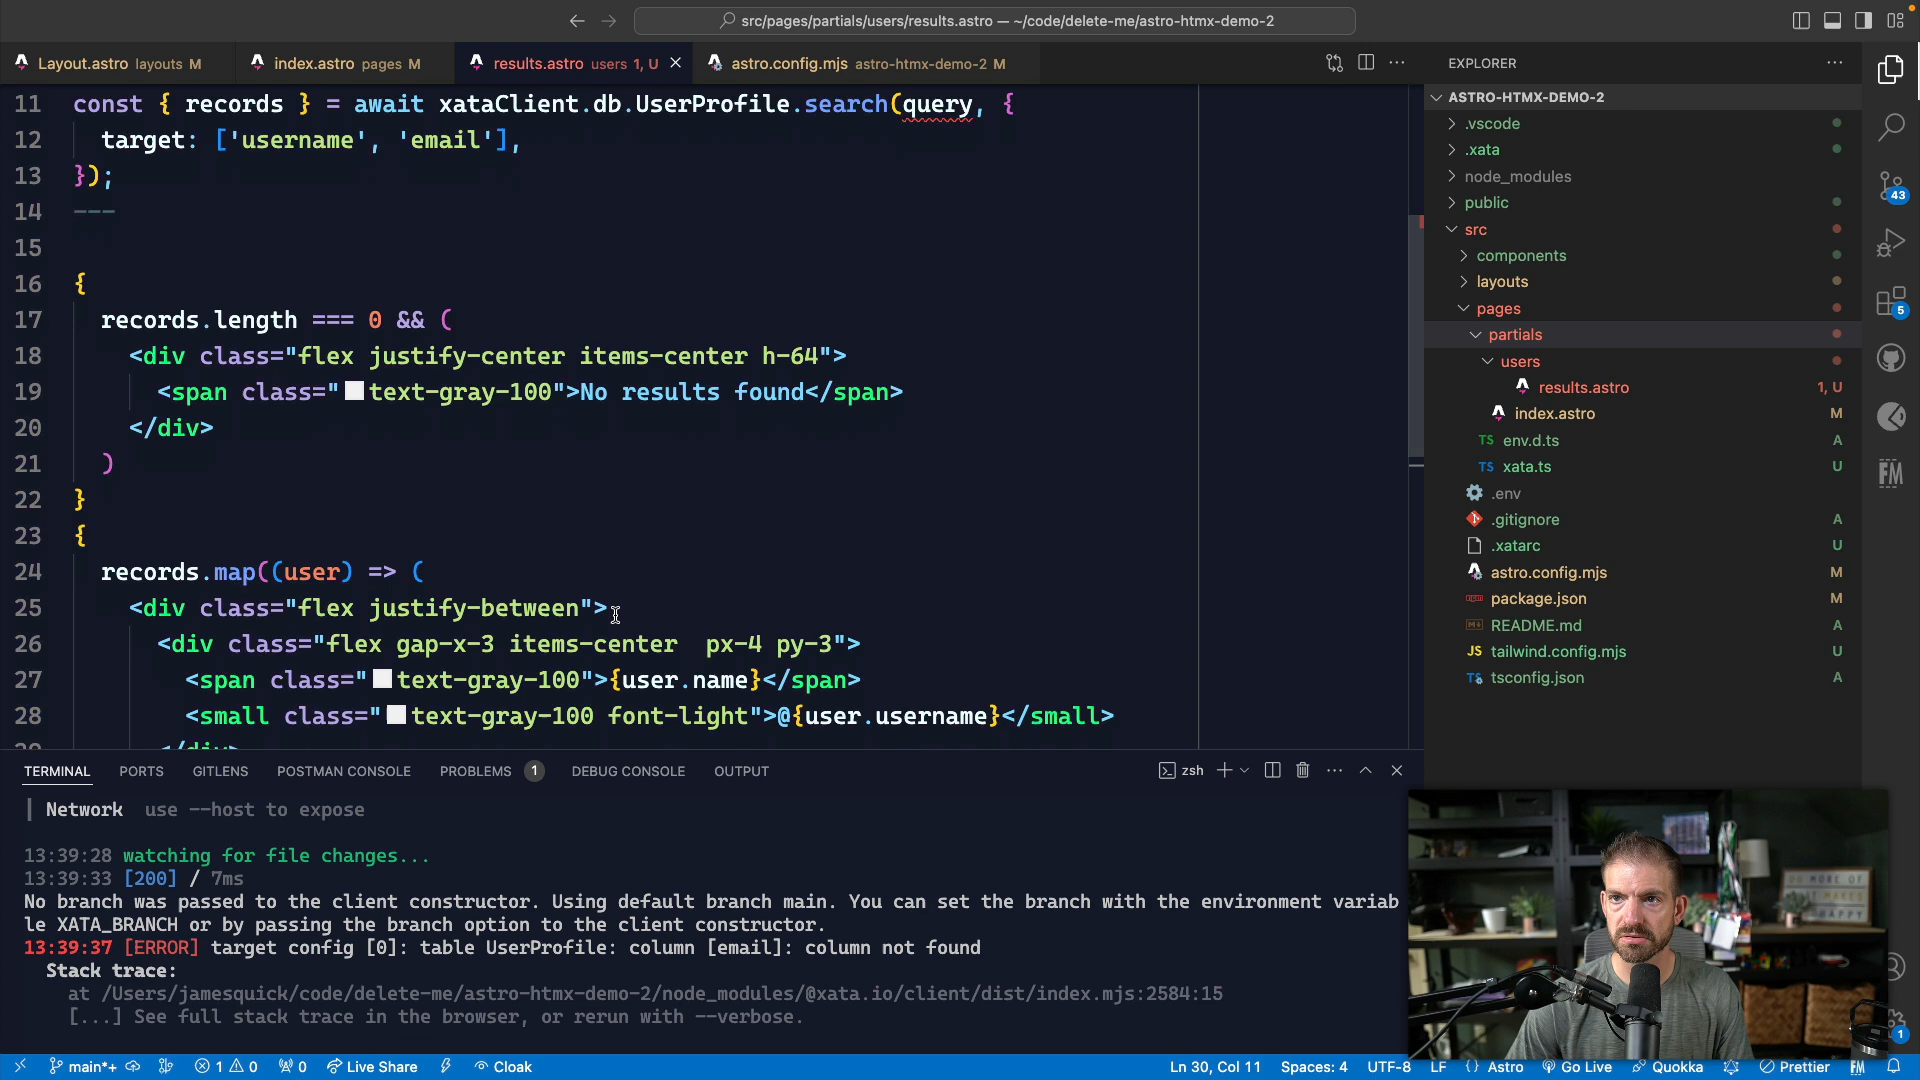 src/pages/partials/users/results.astro — ~/code/delete-me/astro-htmx-demo-2
Layout.astro layouts M
index.astro pages M
results.astro users 1, U
astro.config.mjs astro-htmx-demo-2 M
11 const { records } = await xataClient.db.UserProfile.search(query, {
12 target: ['username', 'email'],
13 });
14 ---
15
16 {
17 records.length === 0 && (
18 <div class="flex justify-center items-center h-64">
19 <span class="text-gray-100">No results found</span>
20 </div>
21 )
22 }
23 {
24 records.map((user) => (
25 <div class="flex justify-between">
26 <div class="flex gap-x-3 items-center  px-4 py-3">
27 <span class="text-gray-100">{user.name}</span>
28 <small class="text-gray-100 font-light">@{user.username}</small>
29 </div>
EXPLORER
ASTRO-HTMX-DEMO-2
.vscode
.xata
node_modules
public
src
components
layouts
pages
partials
users
results.astro 1, U
index.astro M
TS env.d.ts A
TS xata.ts U
.env
.gitignore A
.xatarc U
astro.config.mjs M
package.json M
README.md A
JS tailwind.config.mjs U
TS tsconfig.json A
43
5
FM
TERMINAL PORTS GITLENS POSTMAN CONSOLE PROBLEMS 1 DEBUG CONSOLE OUTPUT
zsh
| Network use --host to expose
13:39:28 watching for file changes...
13:39:33 [200] / 7ms
No branch was passed to the client constructor. Using default branch main. You can set the branch with the environment variab
le XATA_BRANCH or by passing the branch option to the client constructor.
13:39:37 [ERROR] target config [0]: table UserProfile: column [email]: column not found
Stack trace:
at /Users/jamesquick/code/delete-me/astro-htmx-demo-2/node_modules/@xata.io/client/dist/index.mjs:2584:15
[...] See full stack trace in the browser, or rerun with --verbose.
HAPPY
1
main*+ 1 0 0 Live Share Cloak
Ln 30, Col 11 Spaces: 4 UTF-8 LF {} Astro Go Live Quokka Prettier FM